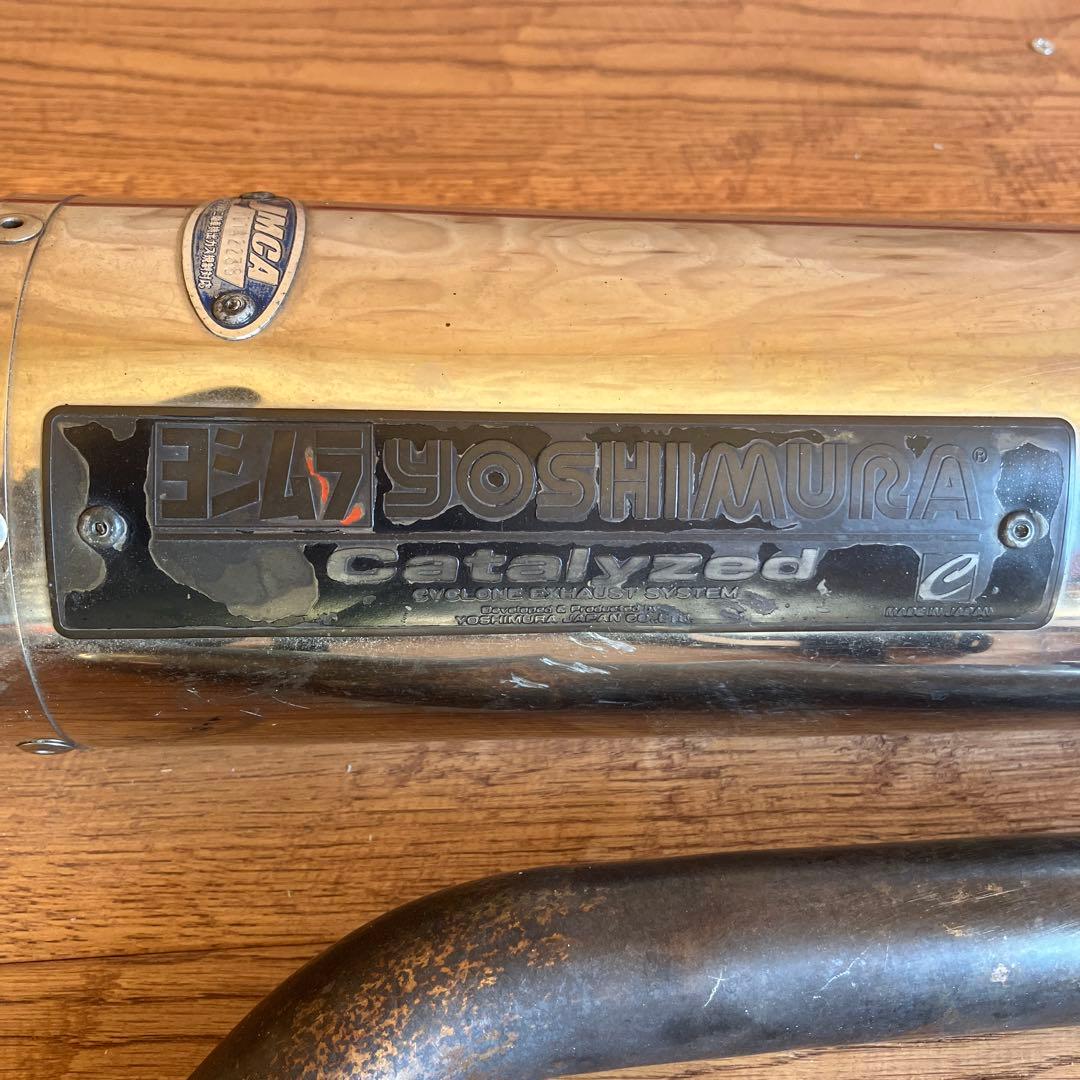 JMCA
ヨシムラ YOSHIMURA®
Catalyzed
CYCLONE EXHAUST SYSTEM
Developed & Produced by
YOSHIMURA JAPAN CO., LTD.
C
MADE IN JAPAN